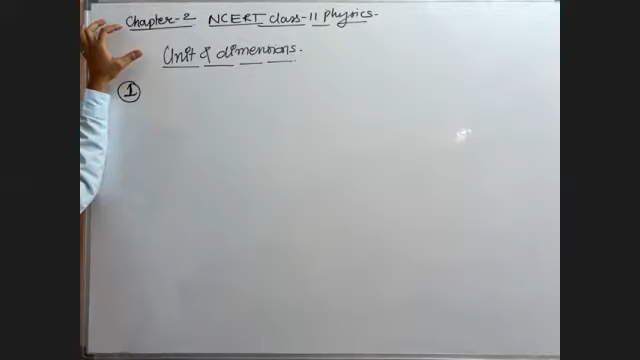 Chapter-2 NCERT Class-11 Physics.
Unit & dimensions.
1